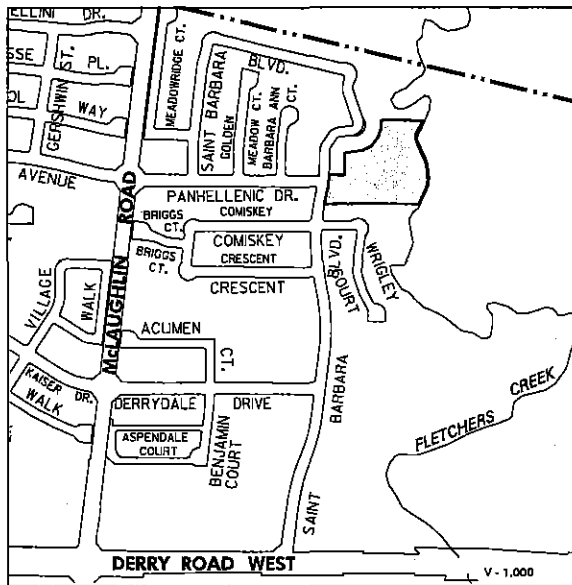 ELLINI DR.
SSE ST. PL.
OL
GERSHWIN
WAY
AVENUE
McLAUGHLIN ROAD
MEADOWRIDGE CT.
SAINT BARBARA
BLVD.
GOLDEN
MEADOW CT.
BARBARA ANN
CT.
PANHELLENIC DR.
COMISKEY
BRIGGS
CT.
COMISKEY
CRESCENT
BRIGGS
CT.
CRESCENT
BLVD.
COURT
WRIGLEY
VILLAGE
WALK
ACUMEN
CT.
KAISER DR.
WALK
DERRYDALE DRIVE
ASPENDALE
COURT
BENJAMIN
COURT
BARBARA
SAINT
FLETCHERS CREEK
DERRY ROAD WEST
V - 1,000